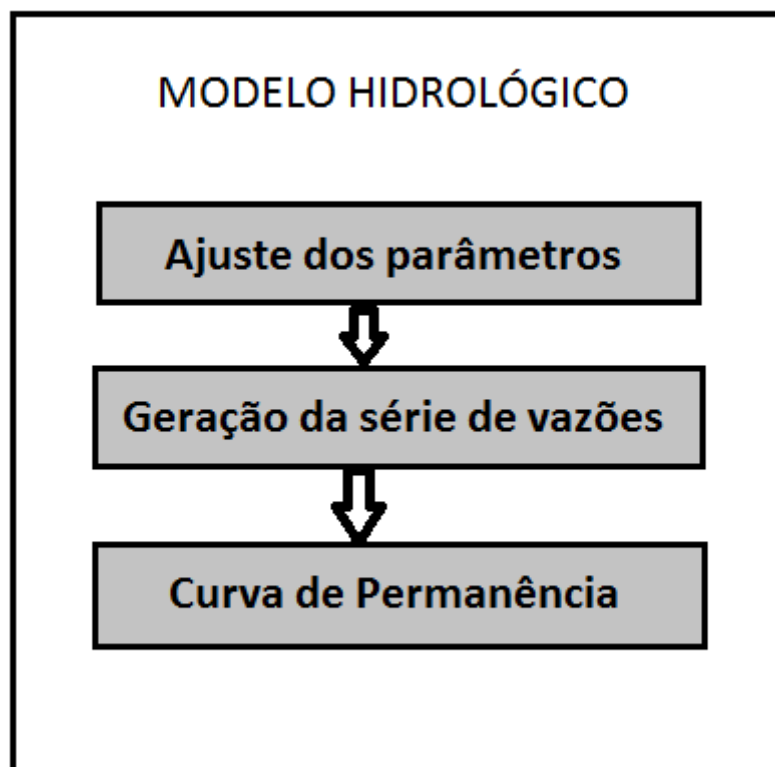 MODELO HIDROLÓGICO
Ajuste dos parâmetros
Geração da série de vazões
Curva de Permanência